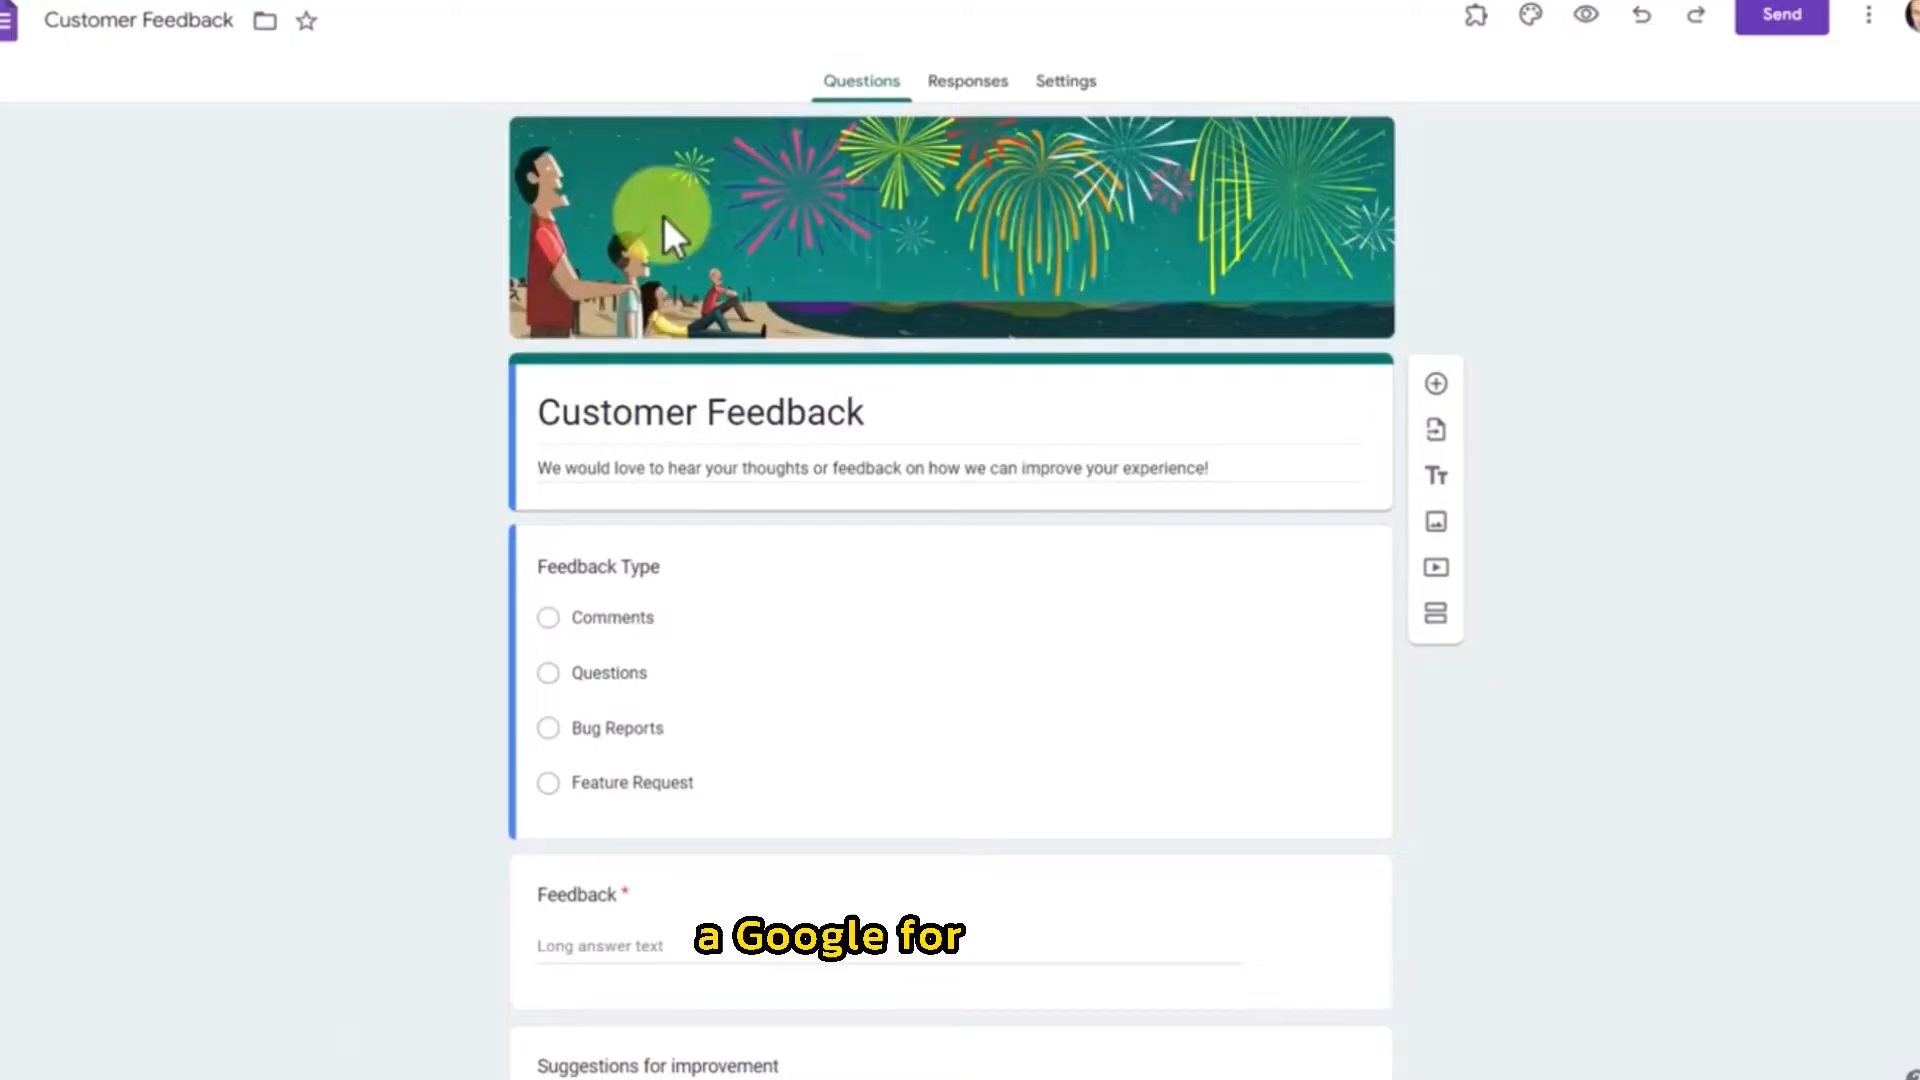 Customer Feedback
Send
Questions
Responses
Settings
Customer Feedback
We would love to hear your thoughts or feedback on how we can improve your experience!
Feedback Type
Comments
Questions
Bug Reports
Feature Request
Feedback *
Long answer text
a Google for
Suggestions for improvement